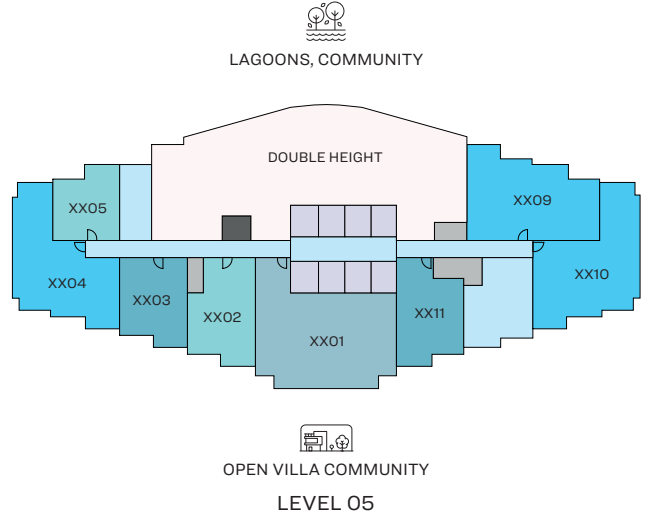 LAGOONS, COMMUNITY
DOUBLE HEIGHT
XX05
XX09
XX04
XX10
XX03
XX02
XX11
XX01
OPEN VILLA COMMUNITY
LEVEL 05